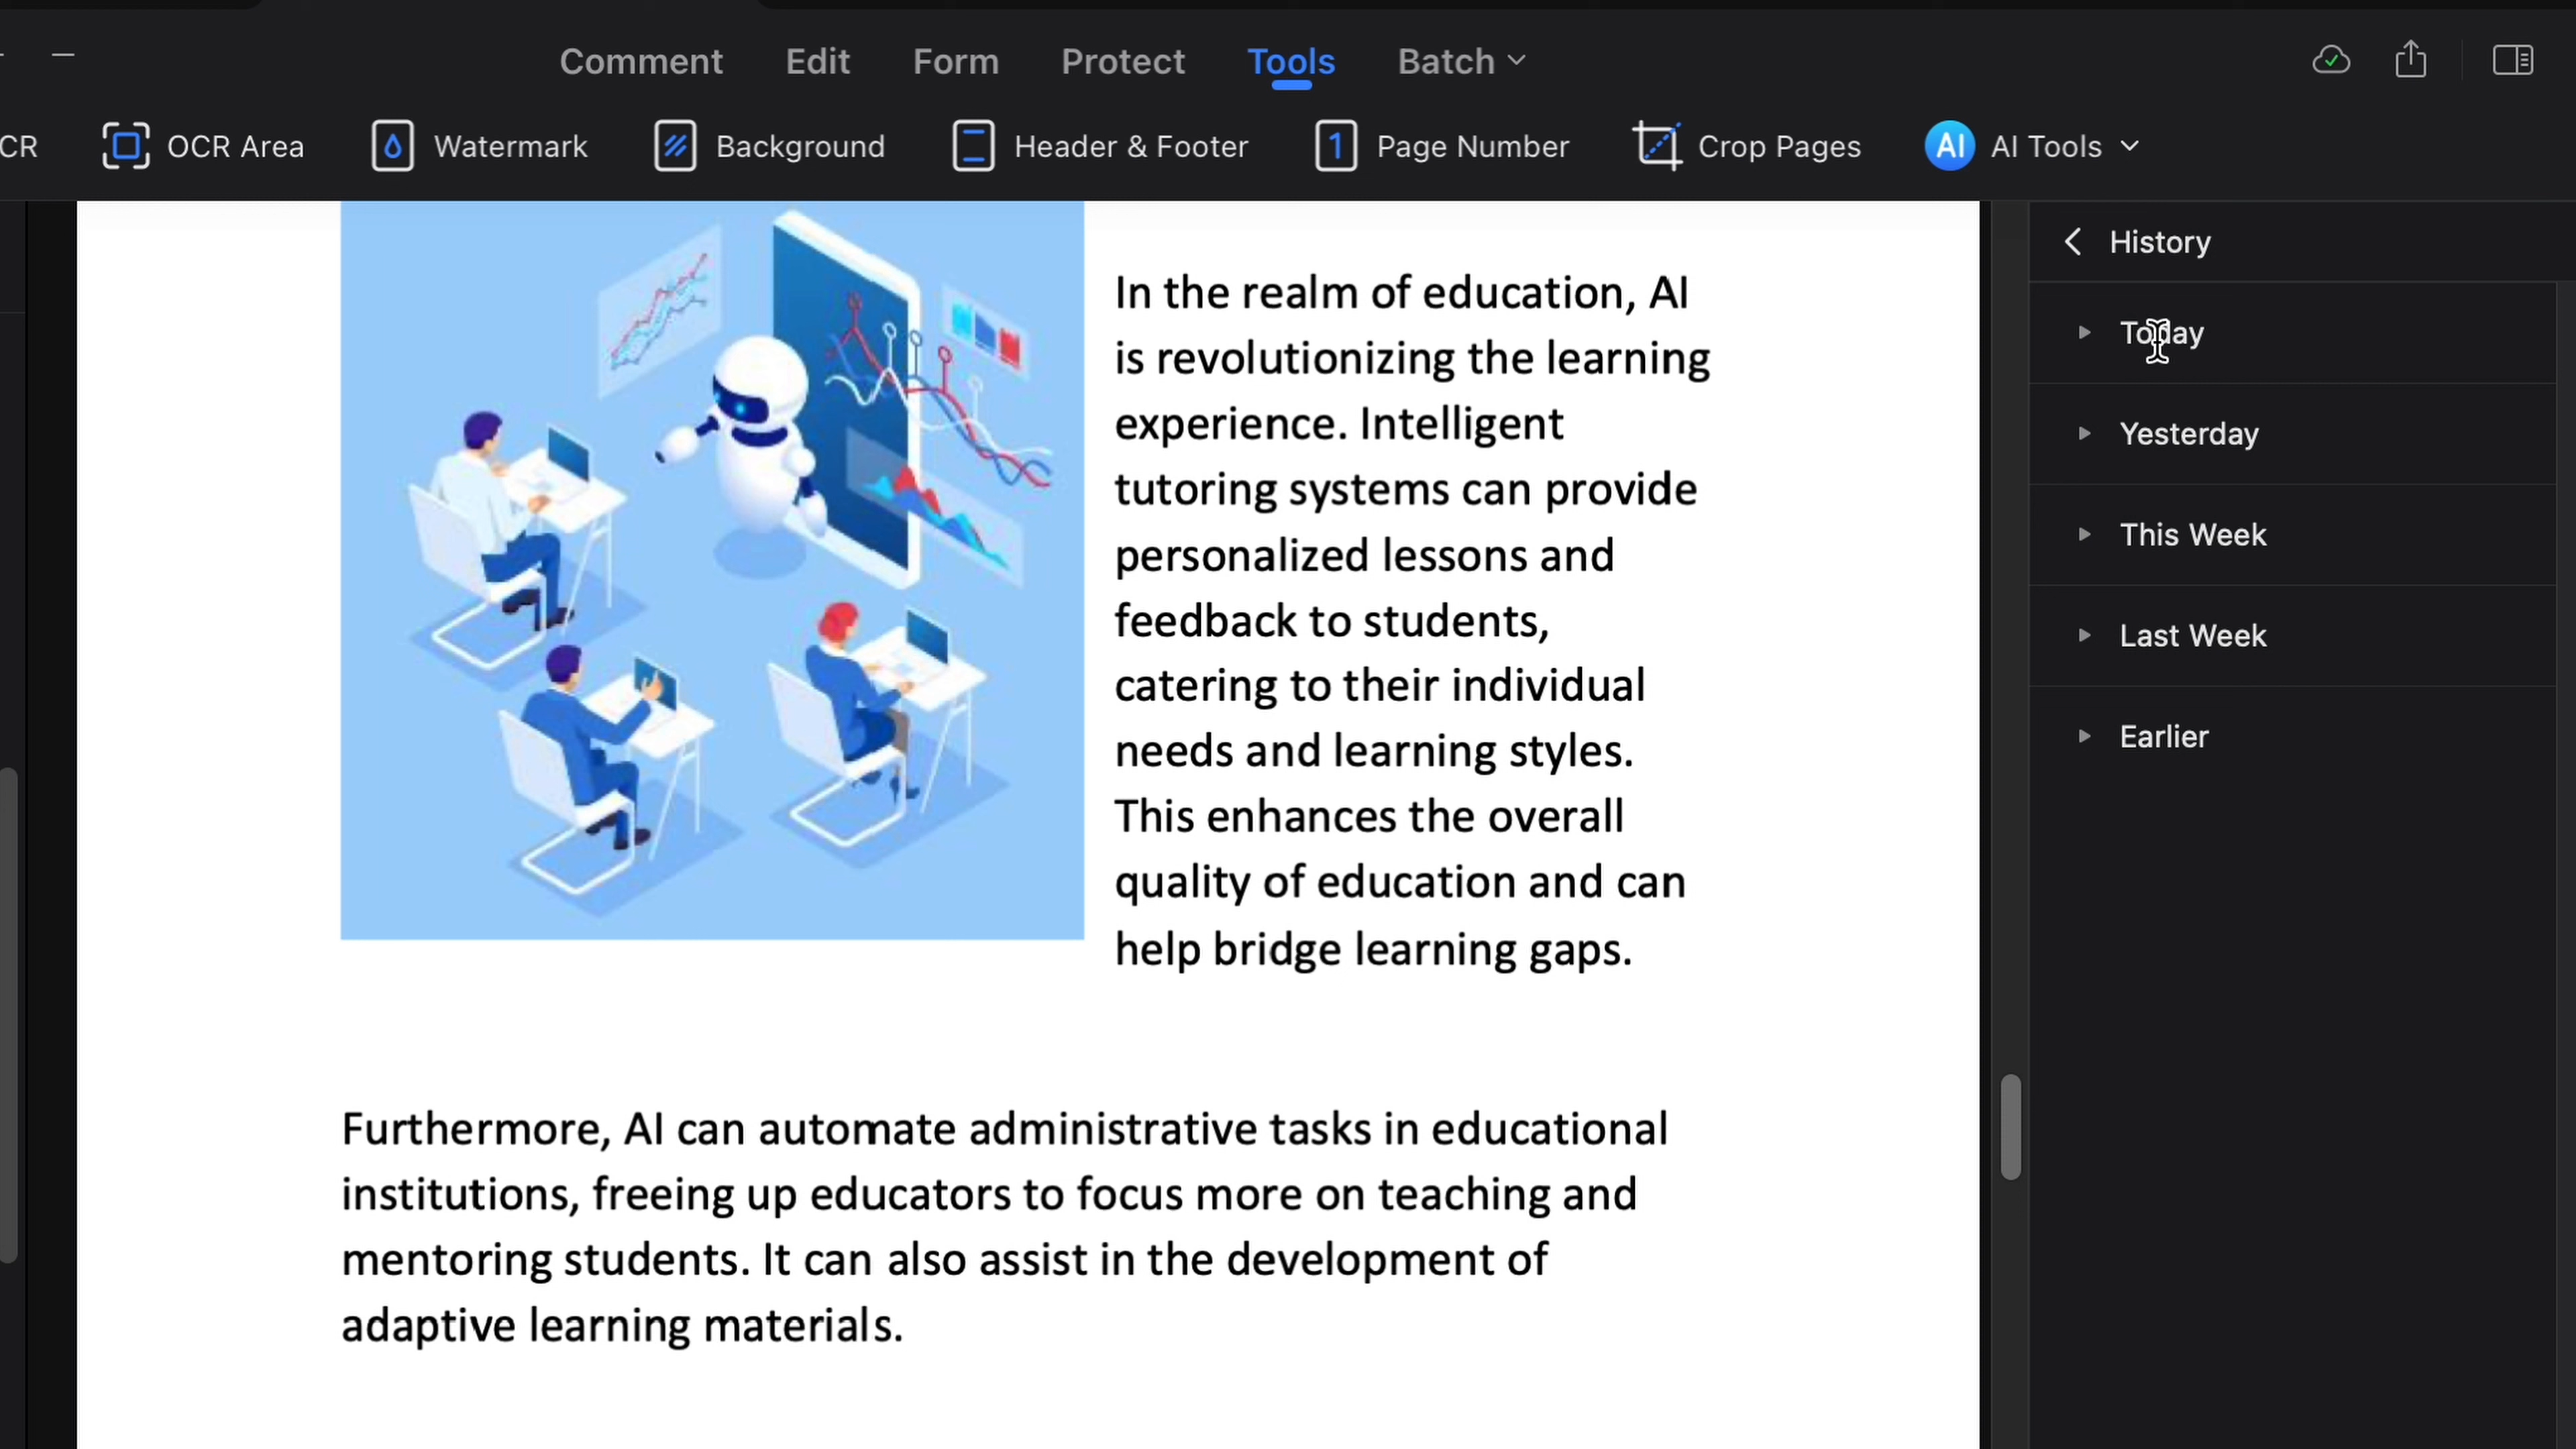 Comment Edit Form Protect Tools Batch
CR OCR Area Watermark Background Header & Footer 1 Page Number Crop Pages AI AI Tools
History
Today
Yesterday
This Week
Last Week
Earlier
In the realm of education, AI
is revolutionizing the learning
experience. Intelligent
tutoring systems can provide
personalized lessons and
feedback to students,
catering to their individual
needs and learning styles.
This enhances the overall
quality of education and can
help bridge learning gaps.
Furthermore, AI can automate administrative tasks in educational
institutions, freeing up educators to focus more on teaching and
mentoring students. It can also assist in the development of
adaptive learning materials.